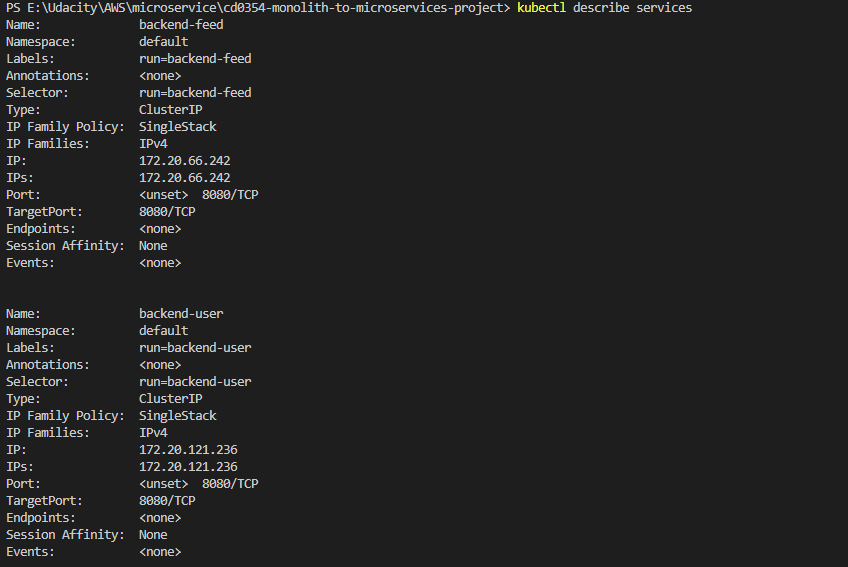 PS E:\Udacity\AWS\microservice\cd0354-monolith-to-microservices-project> kubectl describe services
Name: backend-feed
Namespace: default
Labels: run=backend-feed
Annotations: <none>
Selector: run=backend-feed
Type: ClusterIP
IP Family Policy: SingleStack
IP Families: IPv4
IP: 172.20.66.242
IPs: 172.20.66.242
Port: <unset> 8080/TCP
TargetPort: 8080/TCP
Endpoints: <none>
Session Affinity: None
Events: <none>
Name: backend-user
Namespace: default
Labels: run=backend-user
Annotations: <none>
Selector: run=backend-user
Type: ClusterIP
IP Family Policy: SingleStack
IP Families: IPv4
IP: 172.20.121.236
IPs: 172.20.121.236
Port: <unset> 8080/TCP
TargetPort: 8080/TCP
Endpoints: <none>
Session Affinity: None
Events: <none>